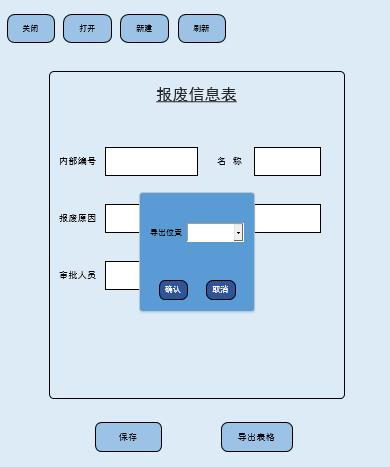 关闭 打开 新建 刷新
报废信息表
内部编号 名 称
报废原因
导出位置
审批人员
确认 取消
保存 导出表格